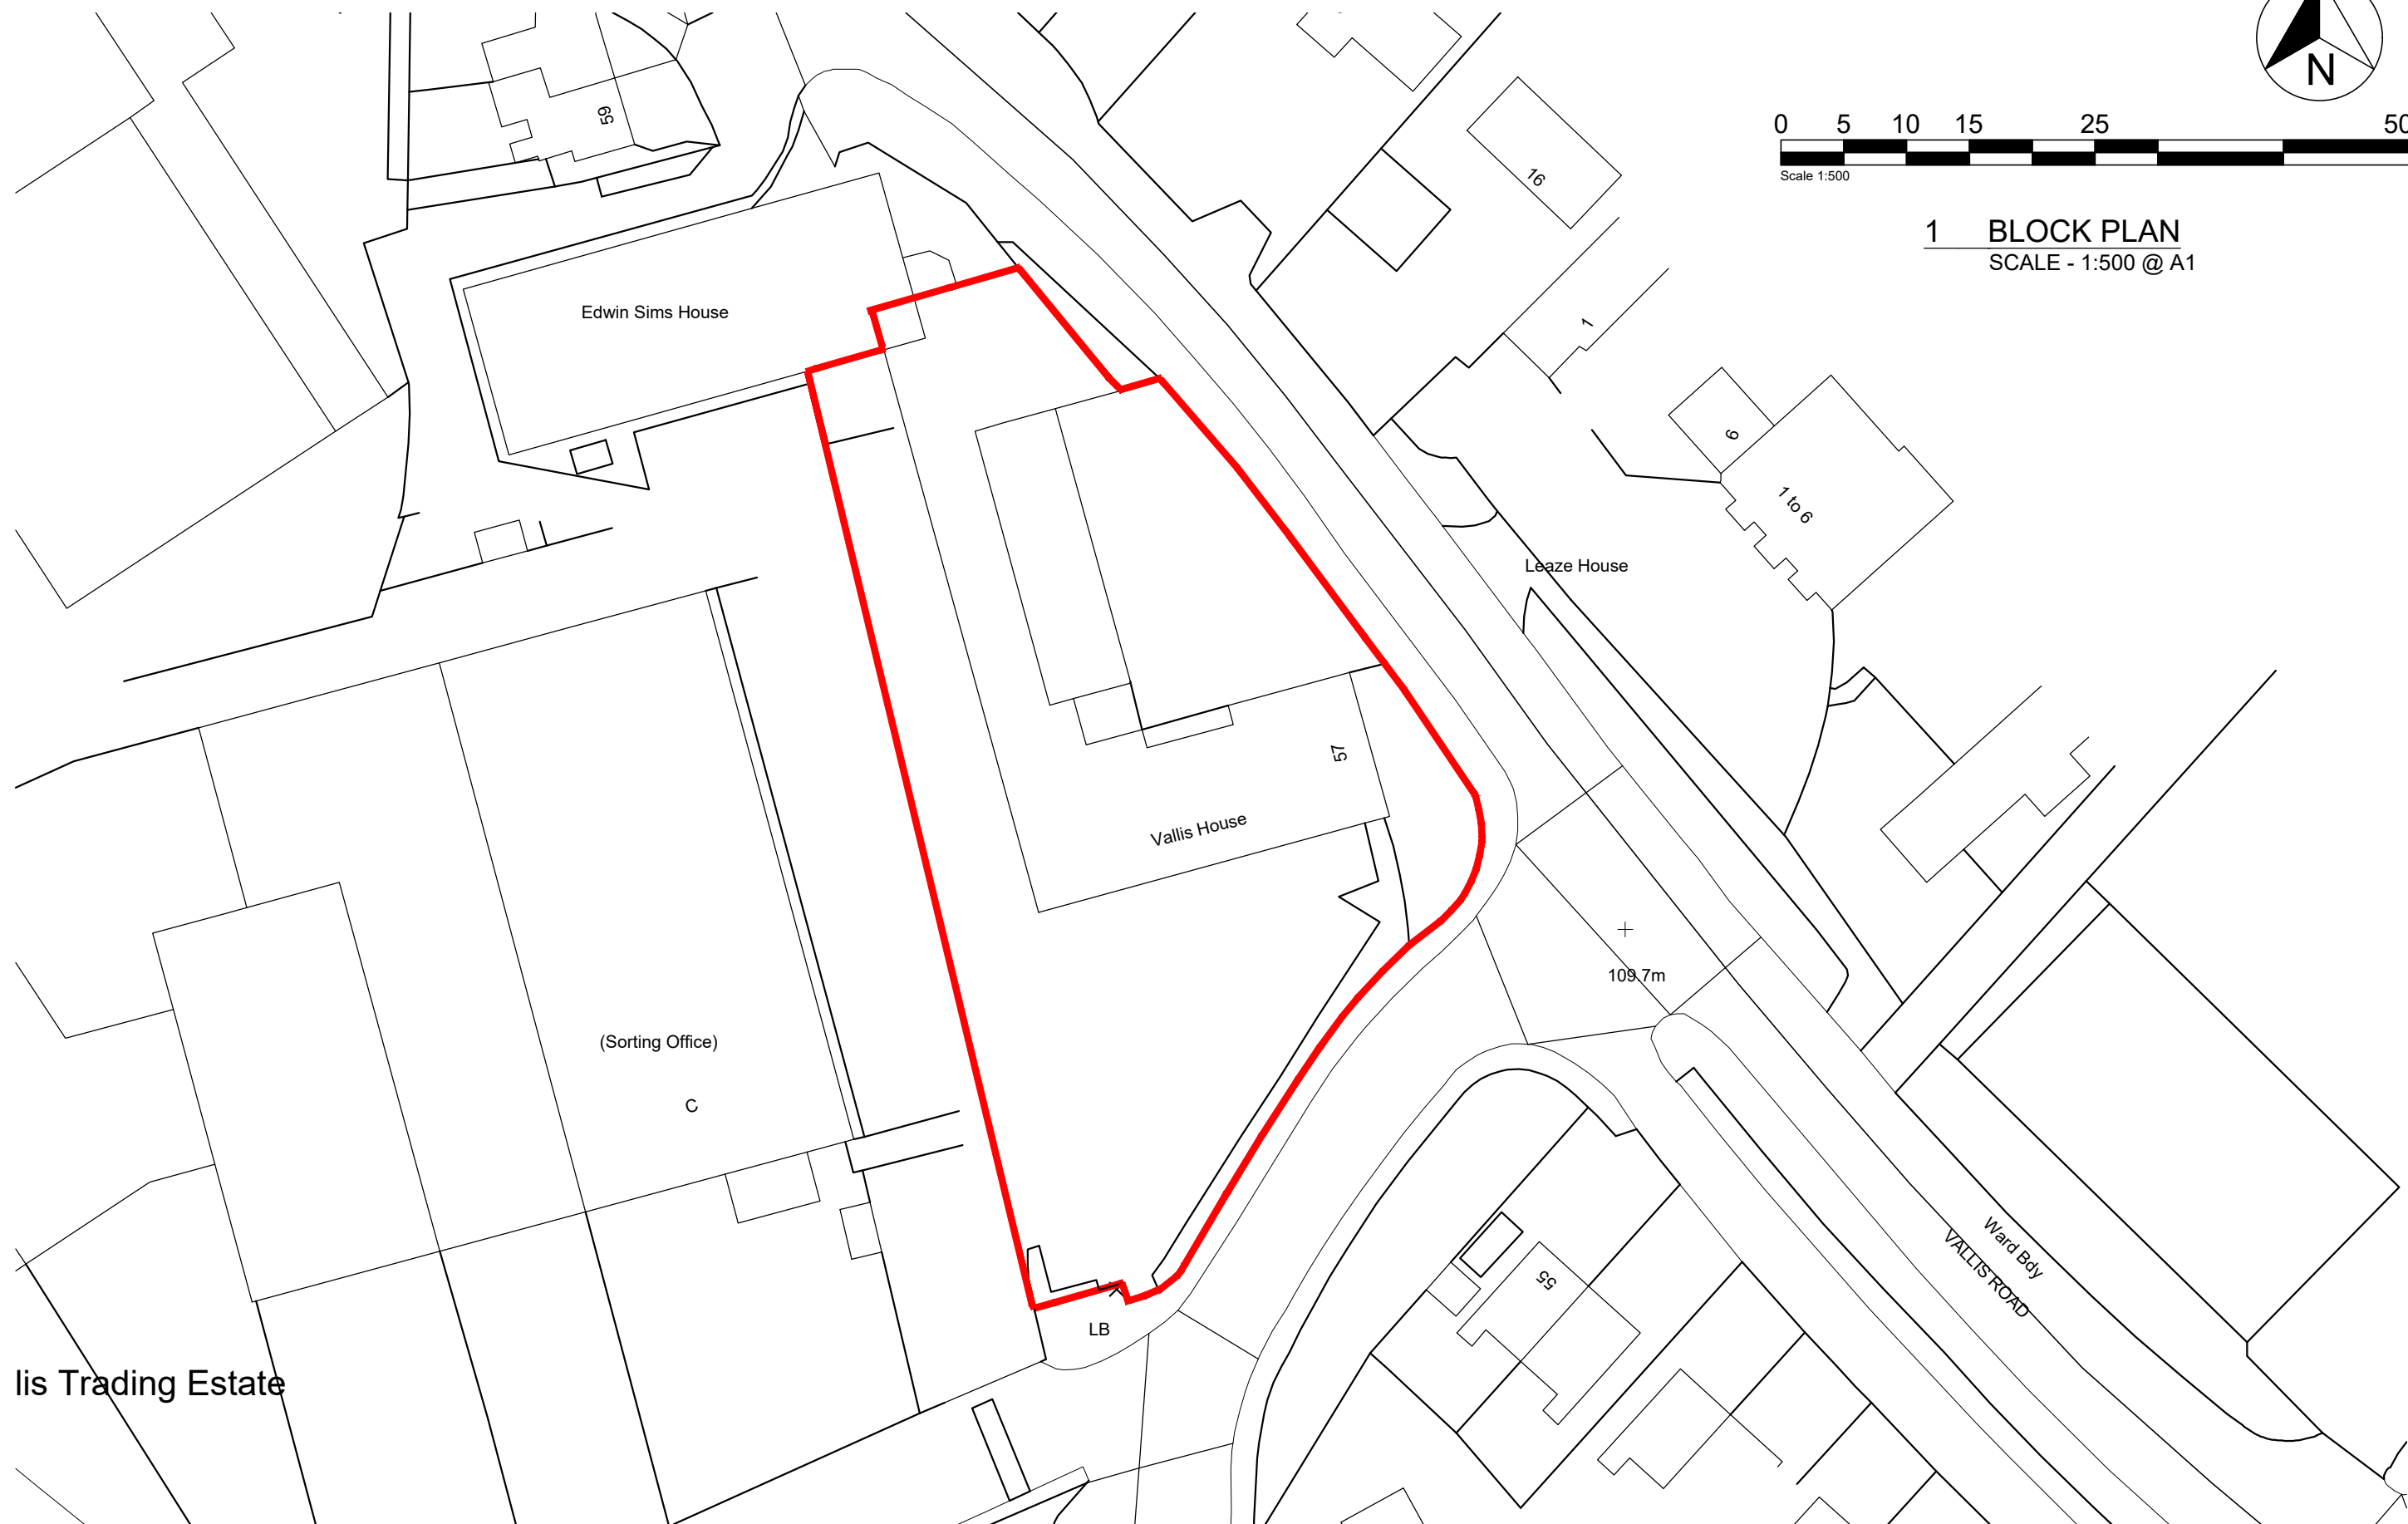 N
0 5 10 15 25 50
Scale 1:500
1 BLOCK PLAN
SCALE - 1:500 @ A1
59
16
Edwin Sims House
1
6
1 to 6
Leaze House
57
Vallis House
109.7m
(Sorting Office)
C
Ward Bdy
VALLIS ROAD
55
LB
lis Trading Estate